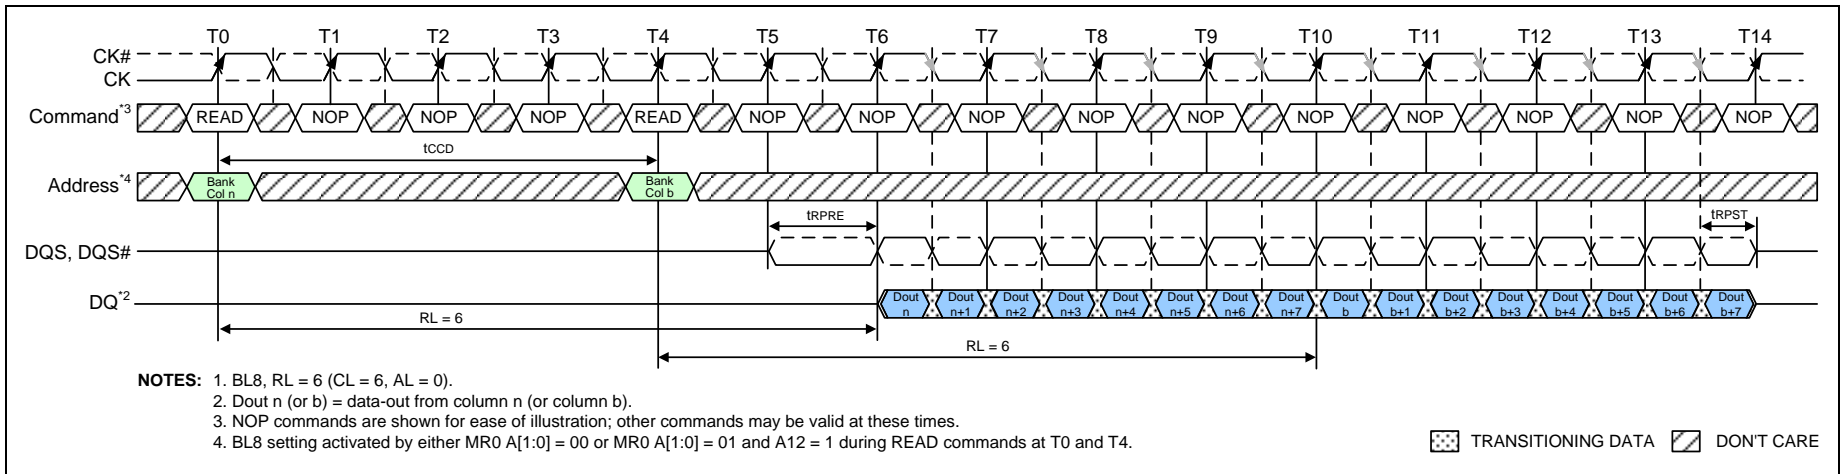 T0 T1 T2 T3 T4 T5 T6 T7 T8 T9 T10 T11 T12 T13 T14
CK#
CK
Command*3 READ NOP NOP NOP READ NOP NOP NOP NOP NOP NOP NOP NOP NOP NOP
tCCD
Address*4 Bank Col n Bank Col b
tRPRE tRPST
DQS, DQS#
DQ*2 Dout n Dout n+1 Dout n+2 Dout n+3 Dout n+4 Dout n+5 Dout n+6 Dout n+7 Dout b Dout b+1 Dout b+2 Dout b+3 Dout b+4 Dout b+5 Dout b+6 Dout b+7
RL = 6
RL = 6
NOTES: 1. BL8, RL = 6 (CL = 6, AL = 0).
2. Dout n (or b) = data-out from column n (or column b).
3. NOP commands are shown for ease of illustration; other commands may be valid at these times.
4. BL8 setting activated by either MR0 A[1:0] = 00 or MR0 A[1:0] = 01 and A12 = 1 during READ commands at T0 and T4.
TRANSITIONING DATA DON'T CARE